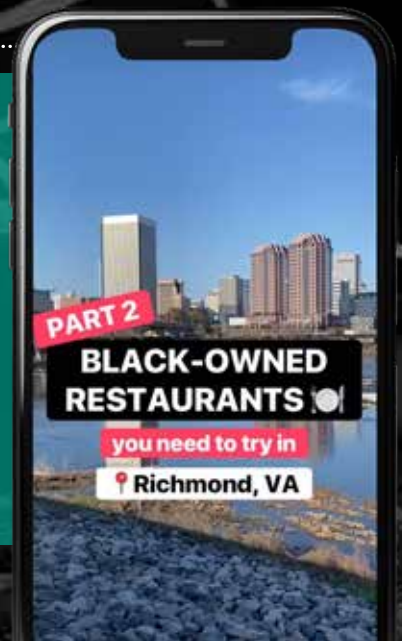 ...
PART 2
BLACK-OWNED
RESTAURANTS 🍽️
you need to try in
📍Richmond, VA